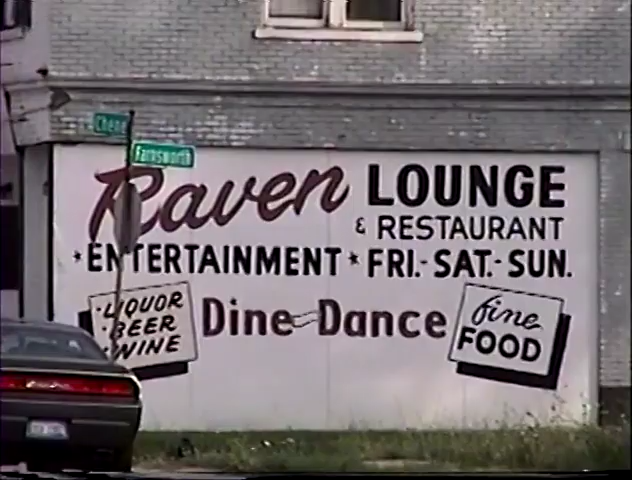 Chene
Farnsworth
Raven LOUNGE
& RESTAURANT
*ENTERTAINMENT * FRI.- SAT.- SUN.
·LIQUOR
·BEER
·WINE
Dine~Dance
fine
FOOD